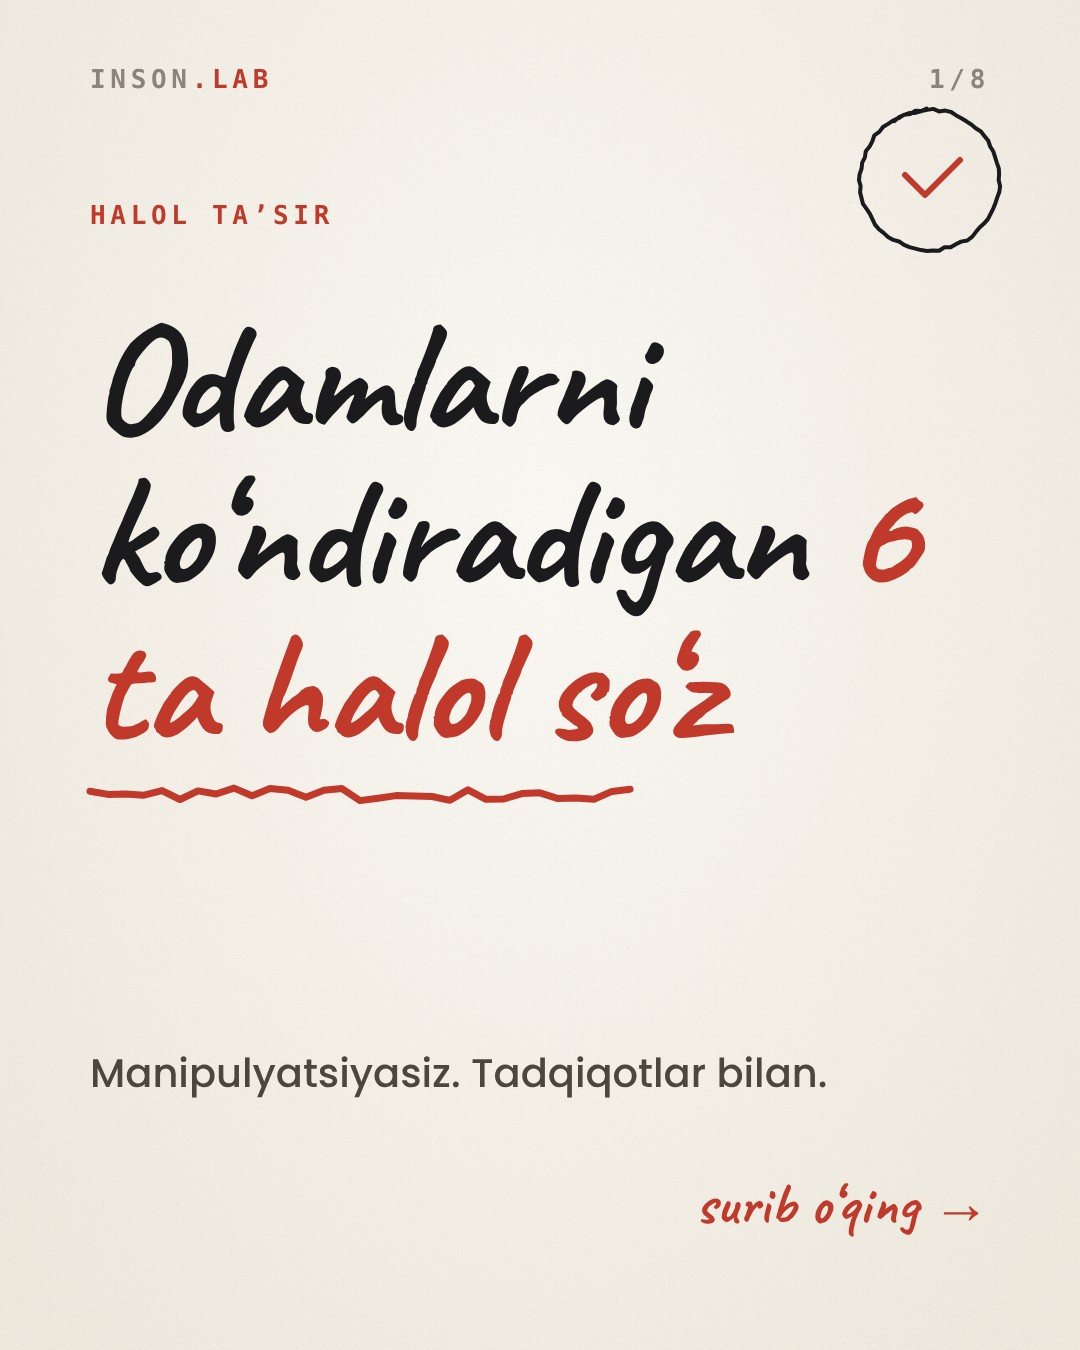 INSON.LAB
1/8
HALOL TA’SIR
Odamlarni
ko‘ndiradigan 6
ta halol so‘z
Manipulyatsiyasiz. Tadqiqotlar bilan.
surib o‘qing →